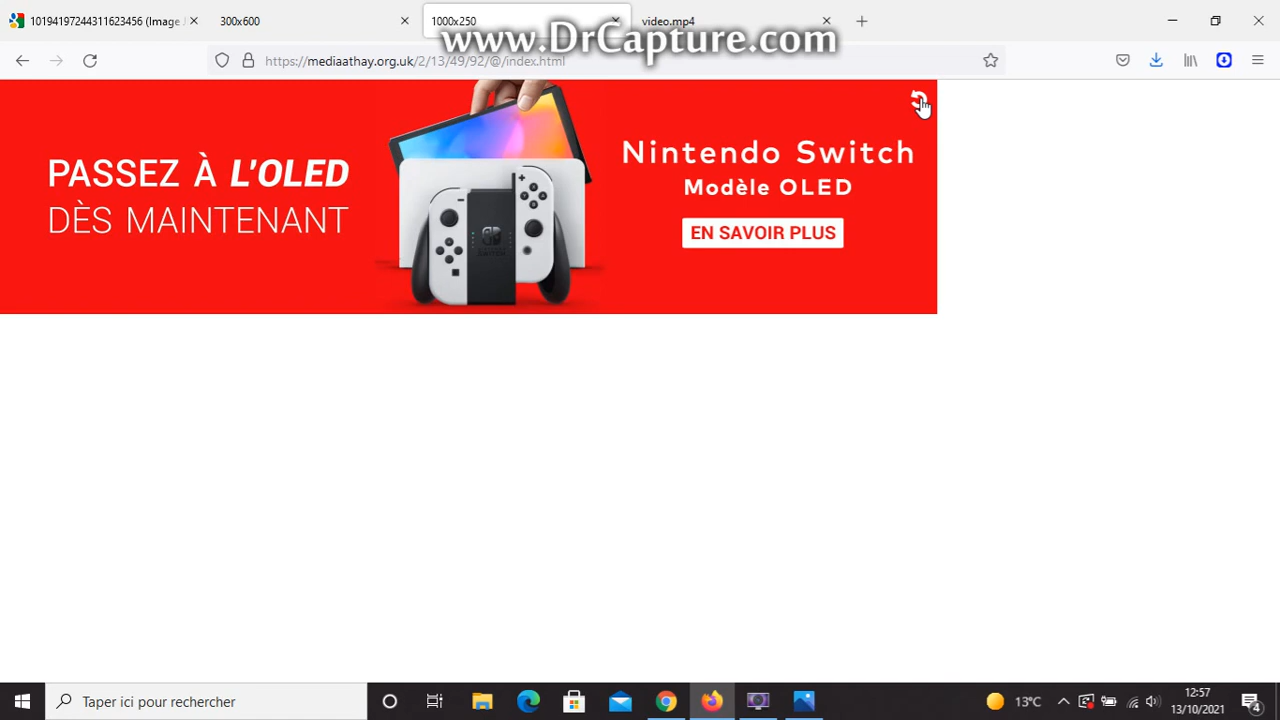 10194197244311623456 (Image J
300x600
1000x250
video.mp4
www.DrCapture.com
https://mediaathay.org.uk/2/13/49/92/@/index.html
PASSEZ À L'OLED
DÈS MAINTENANT
Nintendo Switch
Modèle OLED
EN SAVOIR PLUS
Taper ici pour rechercher
13°C
12:57
13/10/2021
4